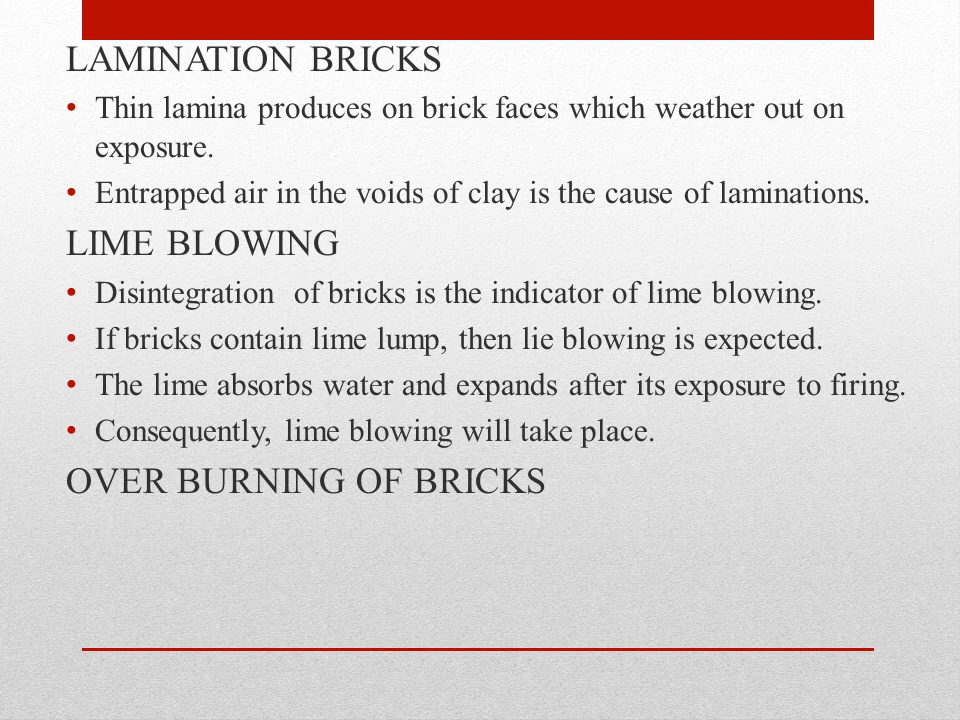 LAMINATION BRICKS
• Thin lamina produces on brick faces which weather out on
exposure.
• Entrapped air in the voids of clay is the cause of laminations.
LIME BLOWING
• Disintegration  of bricks is the indicator of lime blowing.
• If bricks contain lime lump, then lie blowing is expected.
• The lime absorbs water and expands after its exposure to firing.
• Consequently, lime blowing will take place.
OVER BURNING OF BRICKS